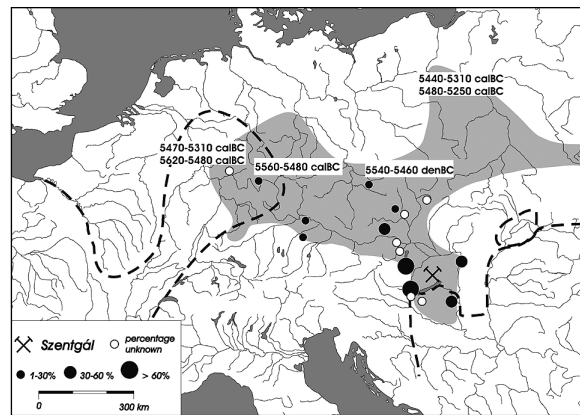 5440-5310 calBC
5480-5250 calBC
5470-5310 calBC
5620-5480 calBC
5560-5480 calBC
5540-5460 denBC
Szentgál
percentage
unknown
1-30%
30-60 %
> 60%
0
300 km